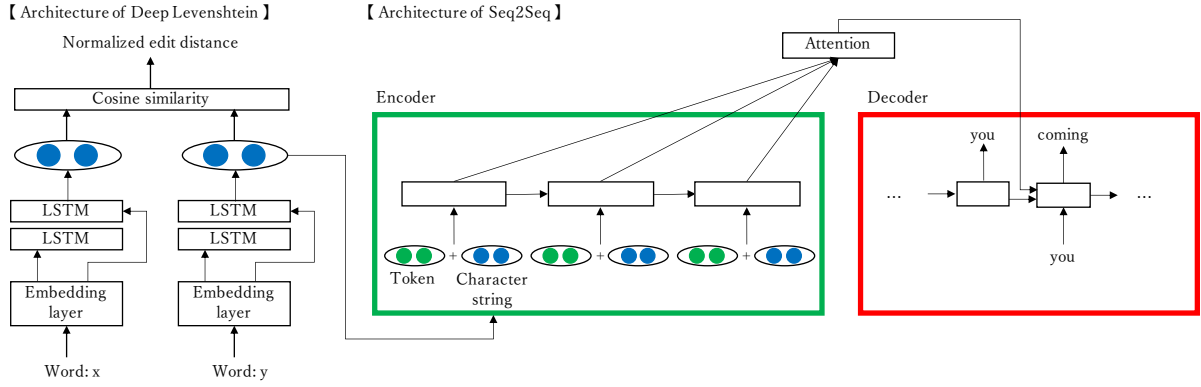 【 Architecture of Deep Levenshtein 】
Normalized edit distance
Cosine similarity
LSTM
LSTM
Embedding
layer
Word: x
LSTM
LSTM
Embedding
layer
Word: y
【 Architecture of Seq2Seq】
Attention
Encoder
+
+
+
Token
Character
string
Decoder
you
coming
...
...
you